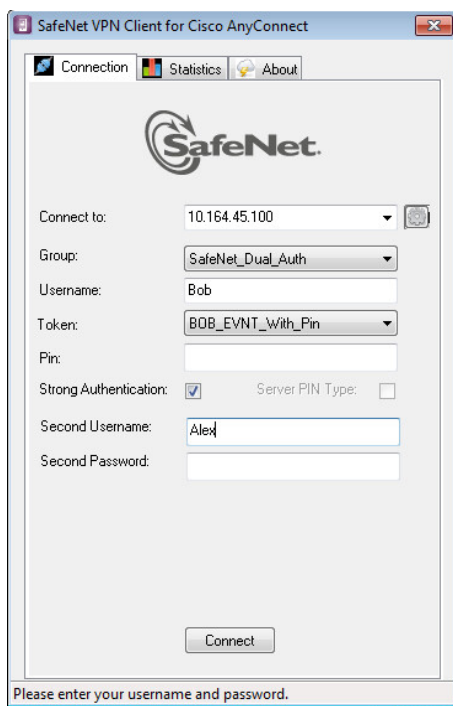 SafeNet VPN Client for Cisco AnyConnect
Connection Statistics About
SafeNet.
Connect to: 10.164.45.100
Group: SafeNet_Dual_Auth
Username: Bob
Token: BOB_EVNT_With_Pin
Pin:
Strong Authentication: Server PIN Type:
Second Username: Alex
Second Password:
Connect
Please enter your username and password.